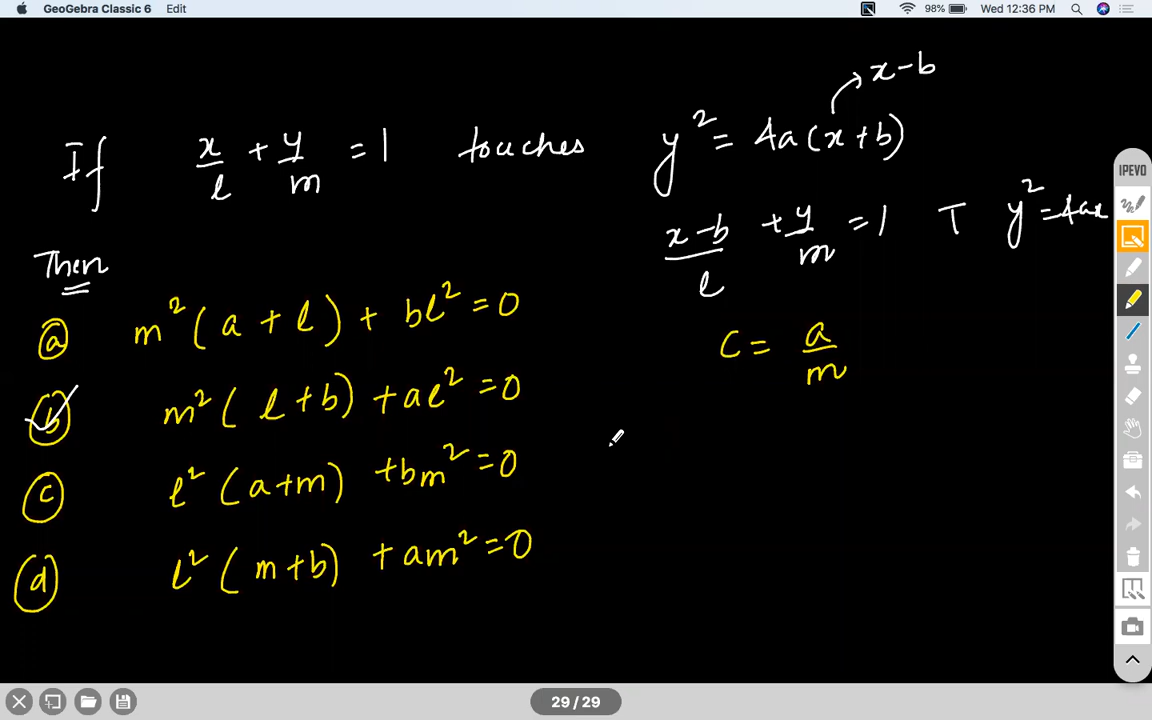 GeoGebra Classic 6 Edit 98% Wed 12:36 PM
x-b
If x/l + y/m = 1 touches y² = 4a(x+b)
(x-b)/l + y/m = 1 T y² = 4ax
Then
IPEVO
(a) m²(a + l) + bl² = 0
c = a/m
(b) m²(l+b) + al² = 0
(c) l²(a+m) + bm² = 0
(d) l²(m+b) + am² = 0
29 / 29